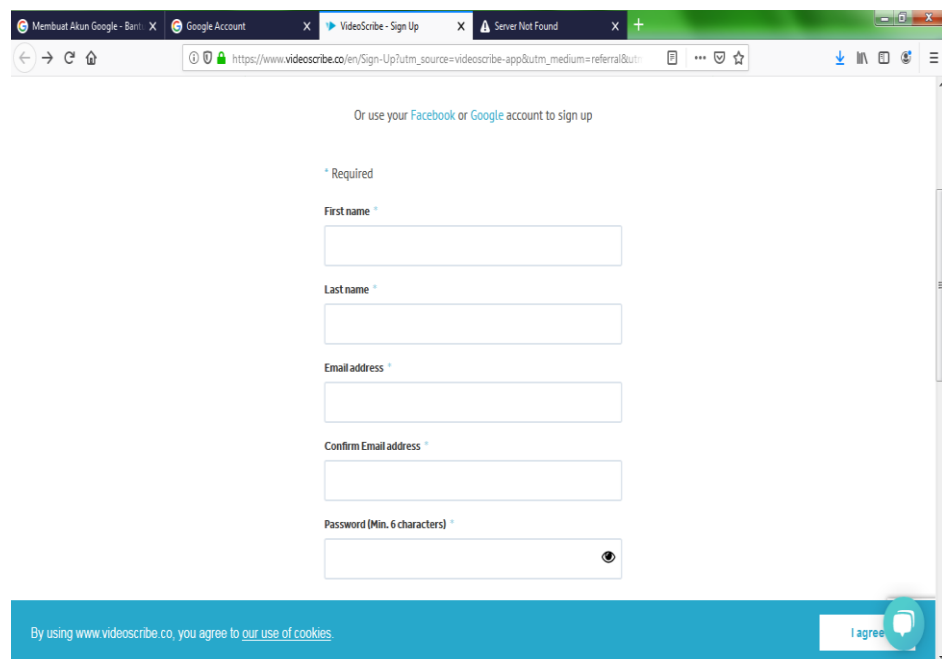 Membuat Akun Google - Bant
Google Account
VideoScribe - Sign Up
Server Not Found
https://www.videoscribe.co/en/Sign-Up?utm_source=videoscribe-app&utm_medium=referral&ut
Or use your Facebook or Google account to sign up
* Required
First name *
Last name *
Email address *
Confirm Email address *
Password (Min. 6 characters) *
By using www.videoscribe.co, you agree to our use of cookies.
I agree